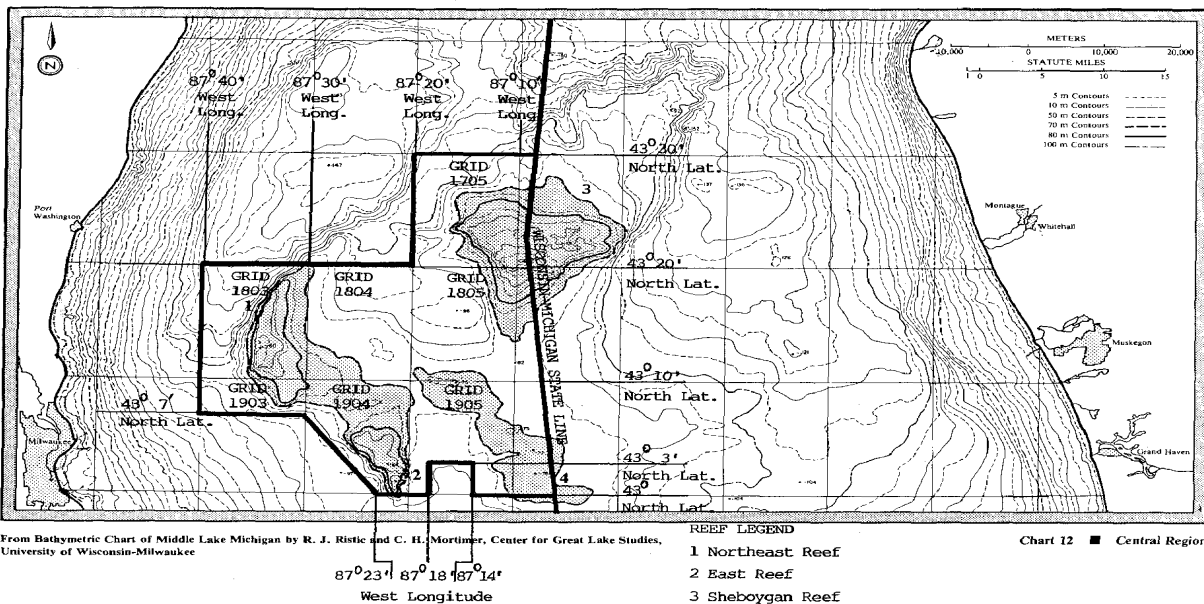 N
87° 40' West Long.
87° 30' West Long.
87° 20' West Long.
87° 10' West Long.
METERS
10,000 0 10,000 20,000
STATUTE MILES
1 0 5 10 15
5 m Contours
10 m Contours
50 m Contours
70 m Contours
80 m Contours
100 m Contours
Port
Washington
GRID
1705
3
43° 30'
North Lat.
Montague
Whitehall
WISCONSIN-MICHIGAN STATE LINE
43° 20'
North Lat.
GRID
1803
1
GRID
1804
GRID
1805
Muskegon
43° 10'
North Lat.
GRID
1903
GRID
1904
GRID
1905
43° 7'
North Lat.
Milwaukee
2
4
43° 3'
North Lat.
43°
North Lat.
Grand Haven
From Bathymetric Chart of Middle Lake Michigan by R. J. Ristic and C. H. Mortimer, Center for Great Lake Studies,
University of Wisconsin-Milwaukee
Chart 12 ■ Central Region
87° 23' 87° 18' 87° 14'
West Longitude
REEF LEGEND
1 Northeast Reef
2 East Reef
3 Sheboygan Reef